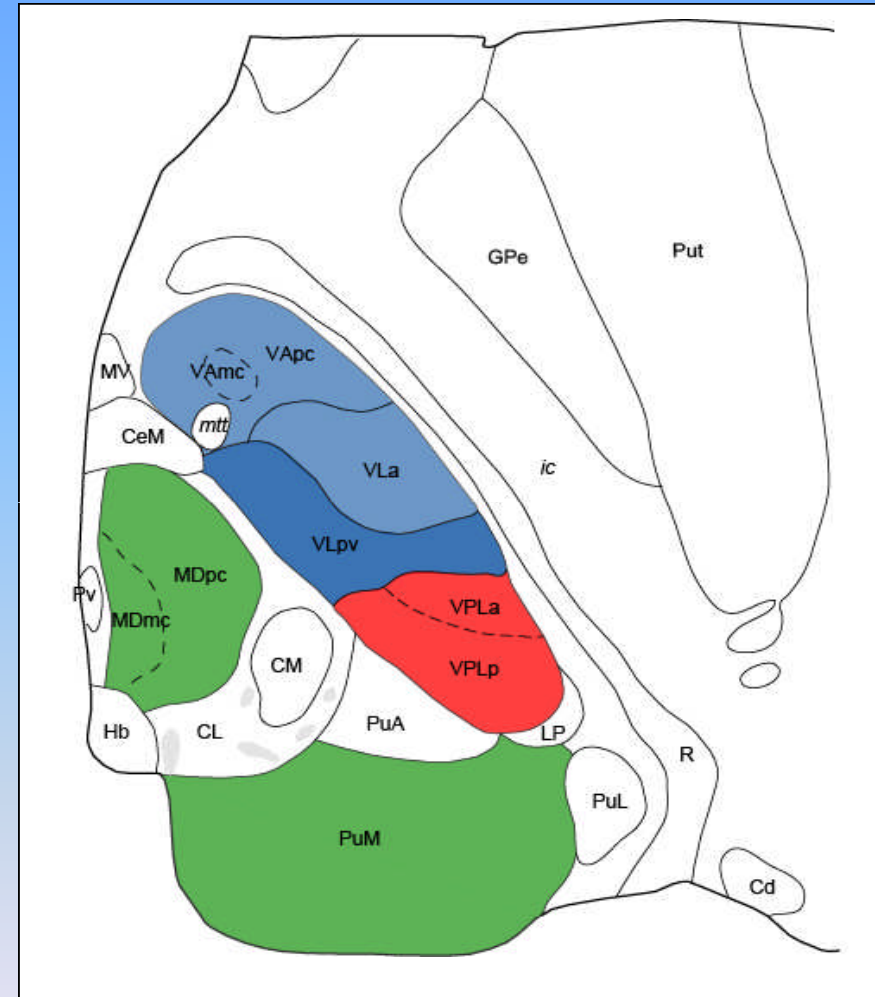 GPe
Put
VApc
VAmc
MV
mtt
CeM
VLa
ic
VLpv
MDpc
Pv
MDmc
VPLa
CM
VPLp
Hb
CL
PuA
LP
R
PuL
PuM
Cd